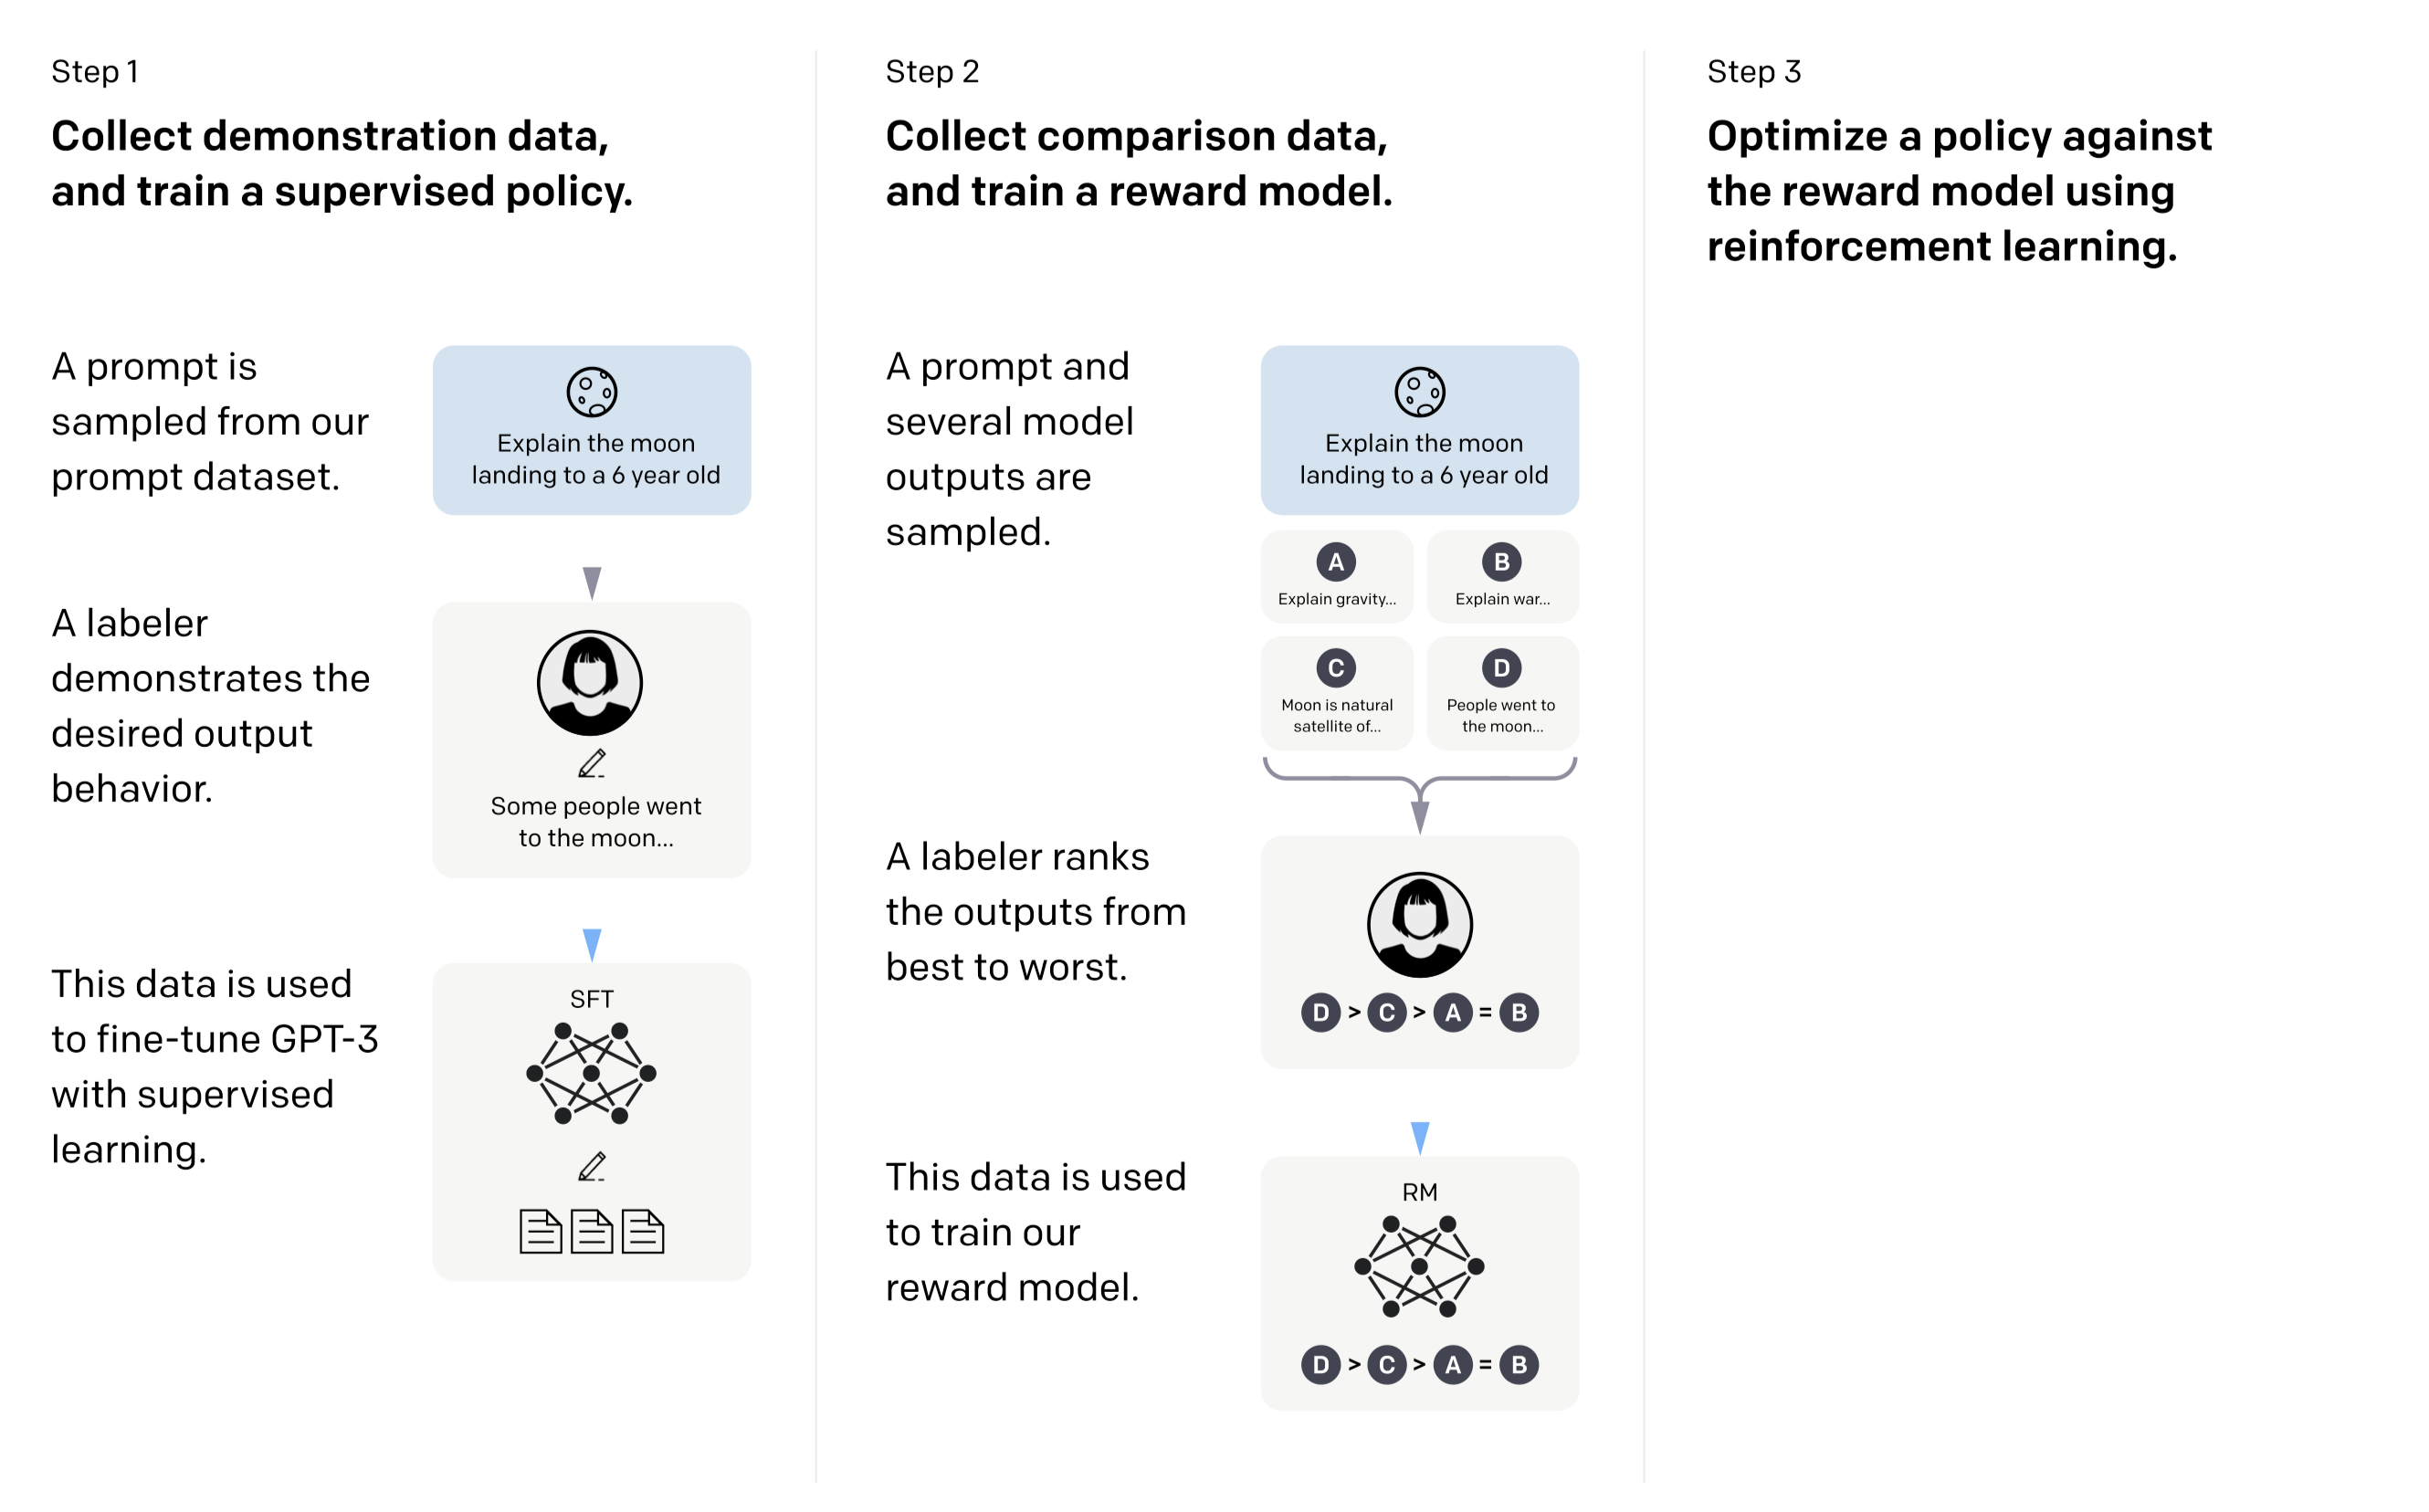 Step 1
Collect demonstration data,
and train a supervised policy.
A prompt is
sampled from our
prompt dataset.
Explain the moon
landing to a 6 year old
A labeler
demonstrates the
desired output
behavior.
Some people went
to the moon...
This data is used
to fine-tune GPT-3
with supervised
learning.
SFT
Step 2
Collect comparison data,
and train a reward model.
A prompt and
several model
outputs are
sampled.
Explain the moon
landing to a 6 year old
A
Explain gravity...
B
Explain war...
C
Moon is natural
satellite of...
D
People went to
the moon...
A labeler ranks
the outputs from
best to worst.
D > C > A = B
This data is used
to train our
reward model.
RM
D > C > A = B
Step 3
Optimize a policy against
the reward model using
reinforcement learning.